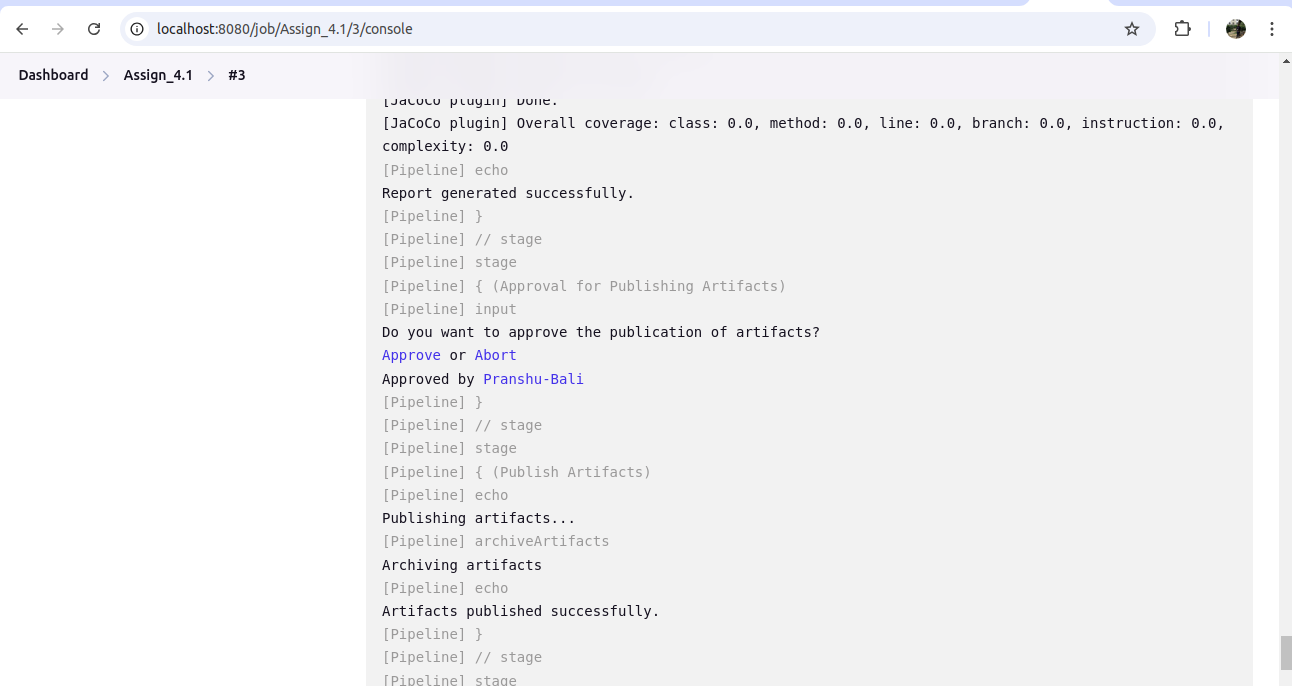 localhost:8080/job/Assign_4.1/3/console
Dashboard > Assign_4.1 > #3
[JaCoCo plugin] Done.
[JaCoCo plugin] Overall coverage: class: 0.0, method: 0.0, line: 0.0, branch: 0.0, instruction: 0.0,
complexity: 0.0
[Pipeline] echo
Report generated successfully.
[Pipeline] }
[Pipeline] // stage
[Pipeline] stage
[Pipeline] { (Approval for Publishing Artifacts)
[Pipeline] input
Do you want to approve the publication of artifacts?
Approve or Abort
Approved by Pranshu-Bali
[Pipeline] }
[Pipeline] // stage
[Pipeline] stage
[Pipeline] { (Publish Artifacts)
[Pipeline] echo
Publishing artifacts...
[Pipeline] archiveArtifacts
Archiving artifacts
[Pipeline] echo
Artifacts published successfully.
[Pipeline] }
[Pipeline] // stage
[Pipeline] stage